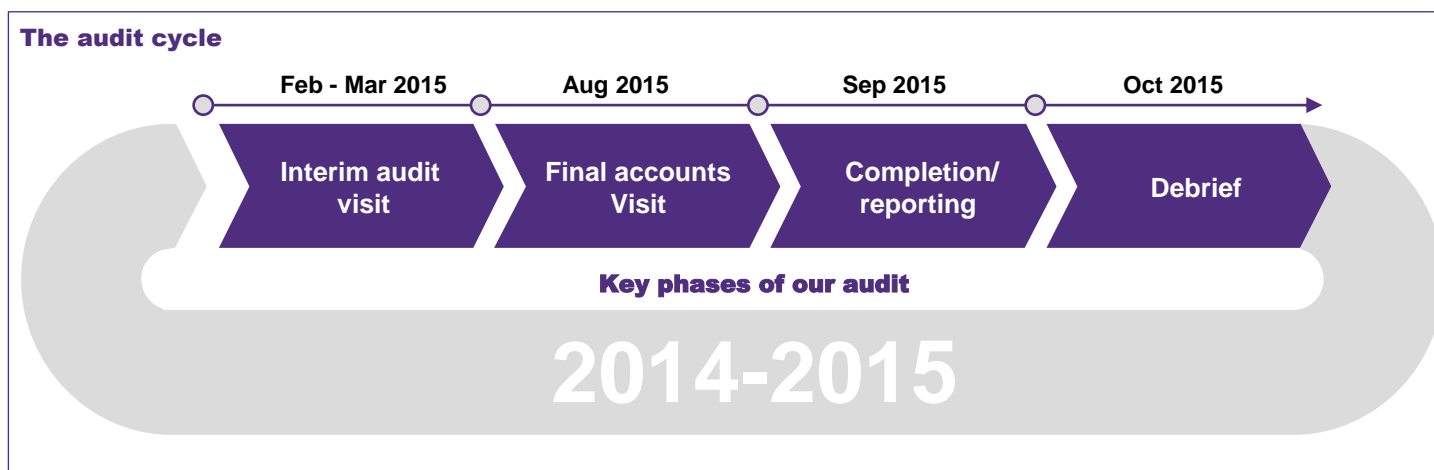 The audit cycle
Feb - Mar 2015
Aug 2015
Sep 2015
Oct 2015
Interim audit
visit
Final accounts
Visit
Completion/
reporting
Debrief
Key phases of our audit
2014-2015